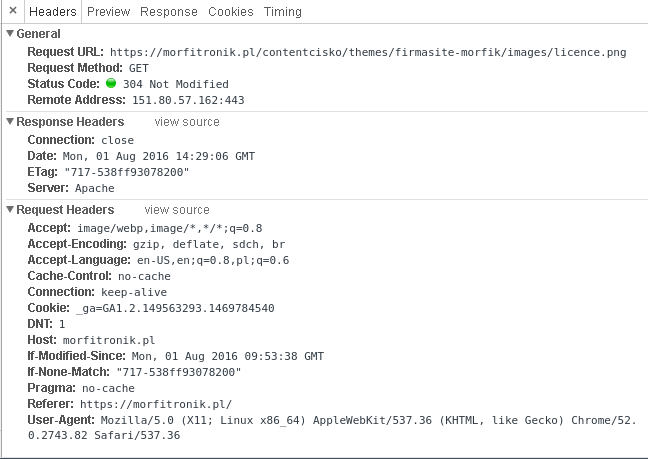 × Headers Preview Response Cookies Timing
▼ General
Request URL: https://morfitronik.pl/contentcisko/themes/firmasite-morfik/images/licence.png
Request Method: GET
Status Code: 304 Not Modified
Remote Address: 151.80.57.162:443
▼ Response Headers view source
Connection: close
Date: Mon, 01 Aug 2016 14:29:06 GMT
ETag: "717-538ff93078200"
Server: Apache
▼ Request Headers view source
Accept: image/webp,image/*,*/*;q=0.8
Accept-Encoding: gzip, deflate, sdch, br
Accept-Language: en-US,en;q=0.8,pl;q=0.6
Cache-Control: no-cache
Connection: keep-alive
Cookie: _ga=GA1.2.149563293.1469784540
DNT: 1
Host: morfitronik.pl
If-Modified-Since: Mon, 01 Aug 2016 09:53:38 GMT
If-None-Match: "717-538ff93078200"
Pragma: no-cache
Referer: https://morfitronik.pl/
User-Agent: Mozilla/5.0 (X11; Linux x86_64) AppleWebKit/537.36 (KHTML, like Gecko) Chrome/52.
0.2743.82 Safari/537.36